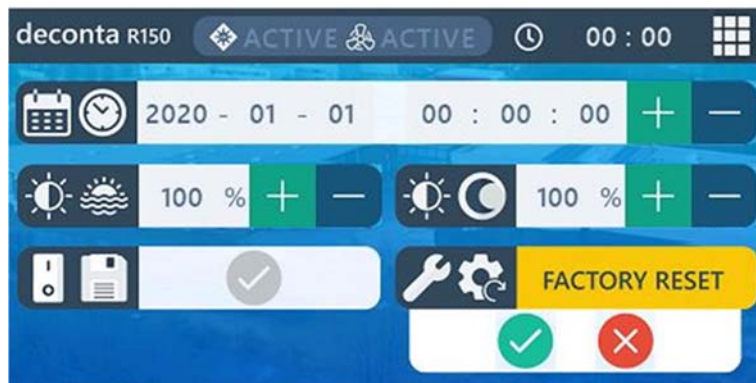 deconta R150 ACTIVE ACTIVE 00 : 00
2020 - 01 - 01 00 : 00 : 00 + −
100 % + − 100 % + −
I O FACTORY RESET